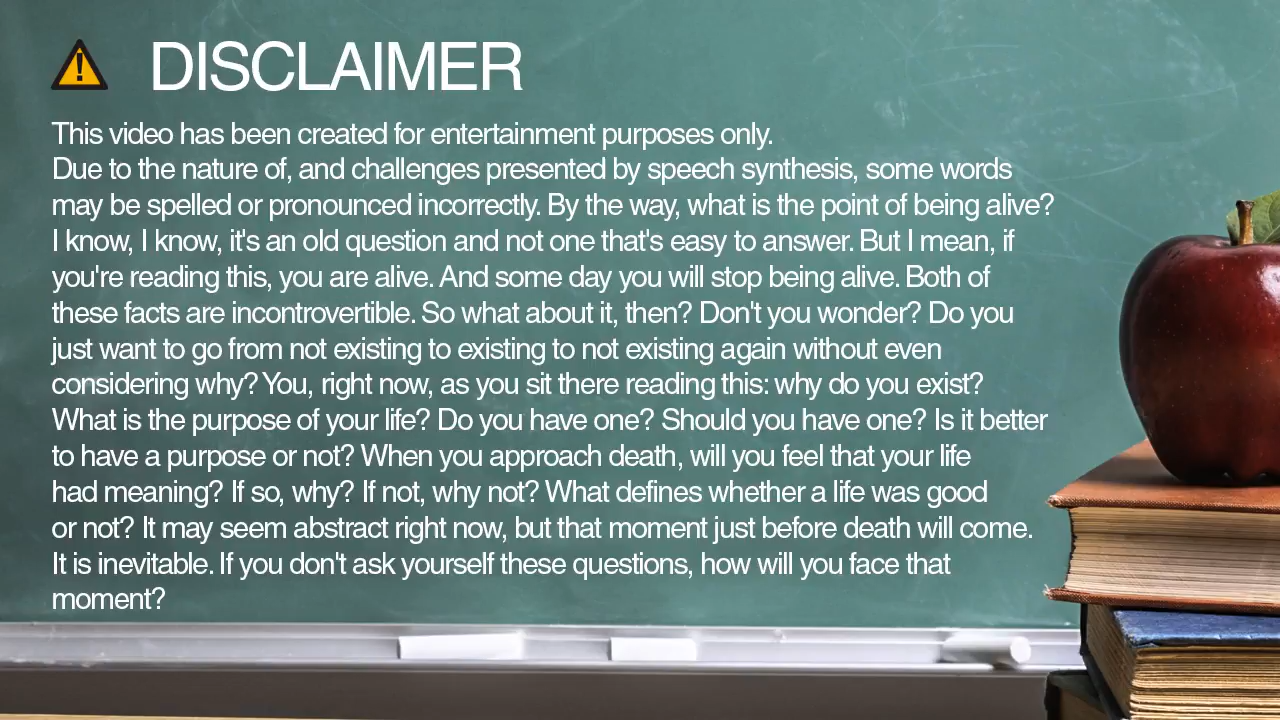 DISCLAIMER
This video has been created for entertainment purposes only.
Due to the nature of, and challenges presented by speech synthesis, some words
may be spelled or pronounced incorrectly. By the way, what is the point of being alive?
I know, I know, it's an old question and not one that's easy to answer. But I mean, if
you're reading this, you are alive. And some day you will stop being alive. Both of
these facts are incontrovertible. So what about it, then? Don't you wonder? Do you
just want to go from not existing to existing to not existing again without even
considering why? You, right now, as you sit there reading this: why do you exist?
What is the purpose of your life? Do you have one? Should you have one? Is it better
to have a purpose or not? When you approach death, will you feel that your life
had meaning? If so, why? If not, why not? What defines whether a life was good
or not? It may seem abstract right now, but that moment just before death will come.
It is inevitable. If you don't ask yourself these questions, how will you face that
moment?